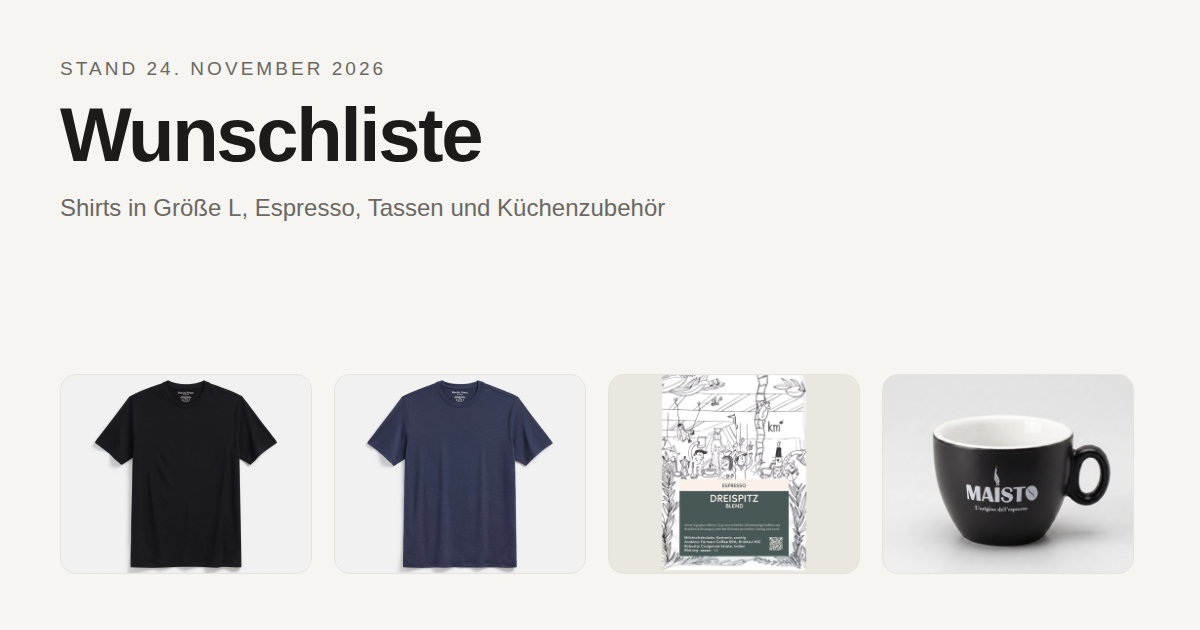 STAND 24. NOVEMBER 2026
Wunschliste
Shirts in Größe L, Espresso, Tassen und Küchenzubehör
km
ESPRESSO
DREISPITZ
BLEND
MAISTO
L'origine dell'espresso